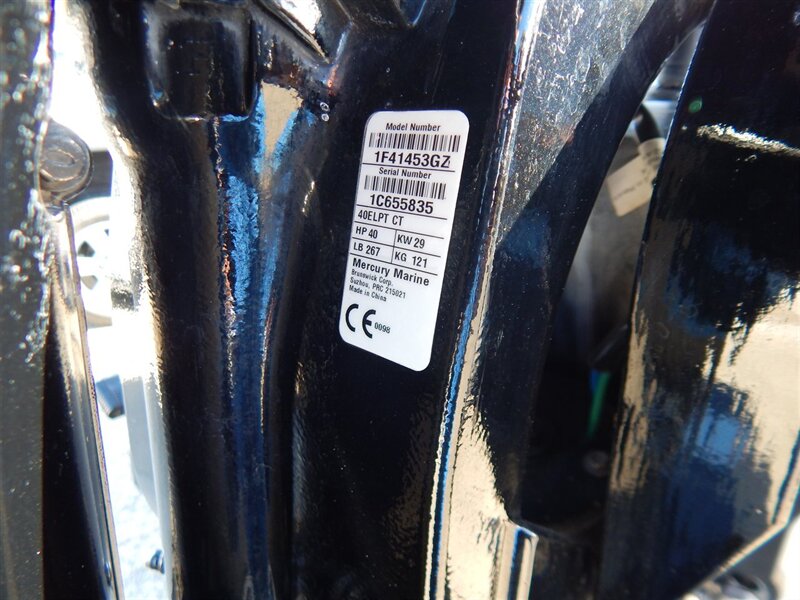 Model Number
1F41453GZ
Serial Number
1C655835
40ELPT CT
HP 40 KW 29
LB 267 KG 121
Mercury Marine
Brunswick Corp.
Suzhou, PRC 215021
Made in China
CE 0098